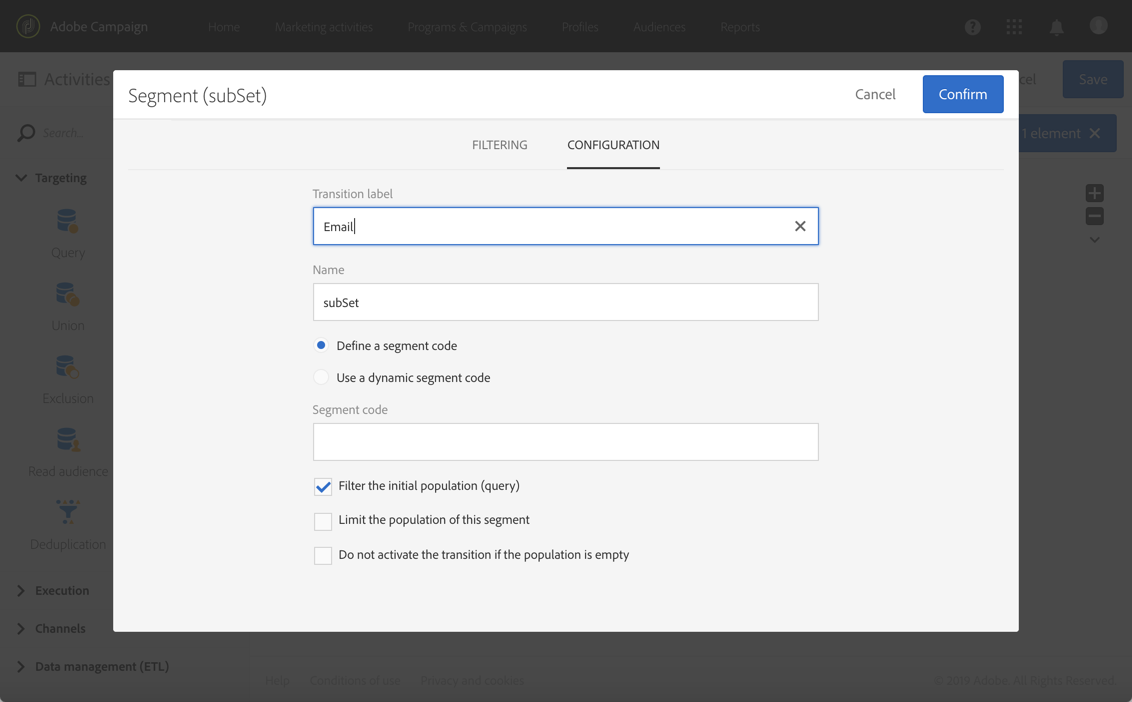 Adobe Campaign
Home
Marketing activities
Programs & Campaigns
Profiles
Audiences
Reports
Activities
Save
Segment (subSet)
Cancel
Confirm
Search...
1 element
FILTERING
CONFIGURATION
Targeting
Query
Union
Exclusion
Read audience
Deduplication
Execution
Channels
Data management (ETL)
Transition label
Email
Name
subSet
Define a segment code
Use a dynamic segment code
Segment code
Filter the initial population (query)
Limit the population of this segment
Do not activate the transition if the population is empty
Help
Conditions of use
Privacy and cookies
© 2019 Adobe. All Rights Reserved.